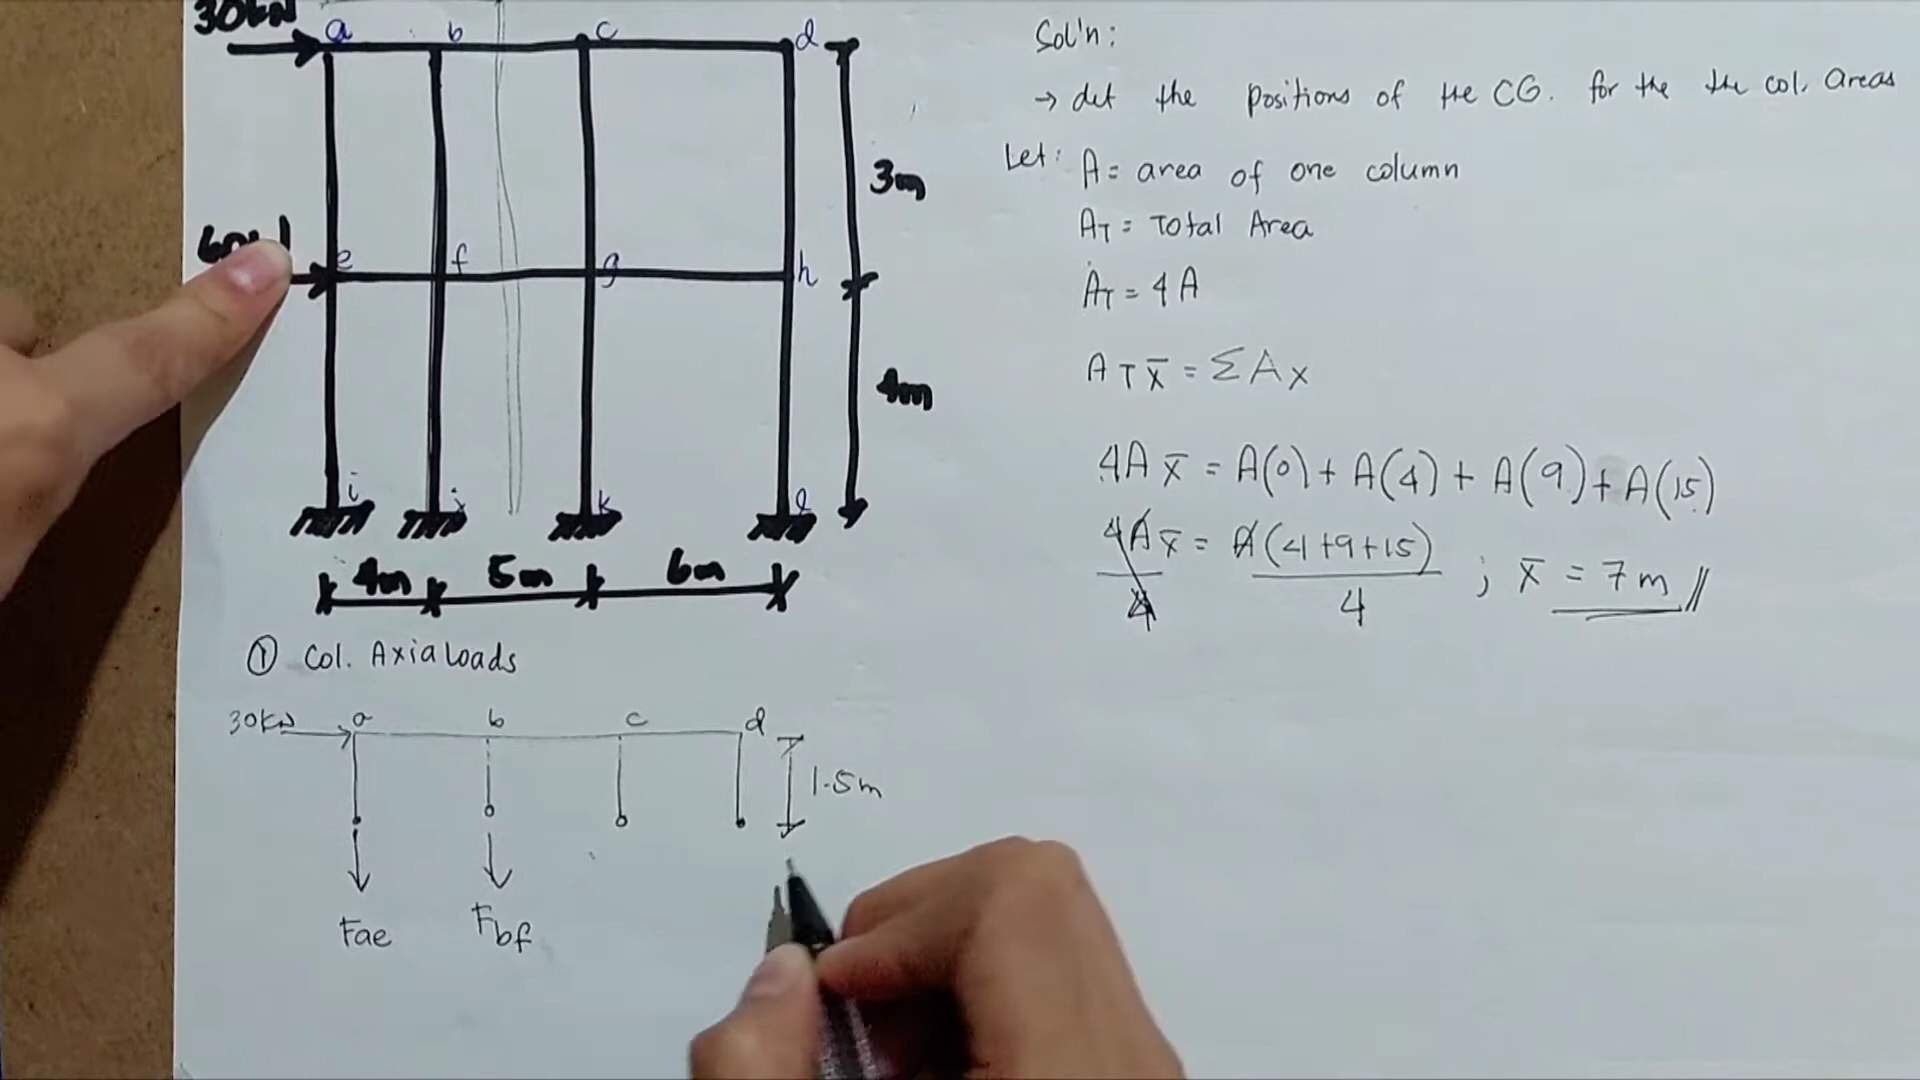 30kN
a b c d
3m
e f g h
4m
i j k l
4m 5m 6m
① Col. Axial Loads
30kN a b c d
1.5m
Fae Fbf
Sol'n:
→ det the positions of the CG. for the the col. Areas
Let: A = area of one column
AT = Total Area
AT = 4A
AT x̅ = ΣAx
4A x̅ = A(0) + A(4) + A(9) + A(15)
4A x̅ / 4 = A(4+9+15) / 4 ; x̅ = 7m //